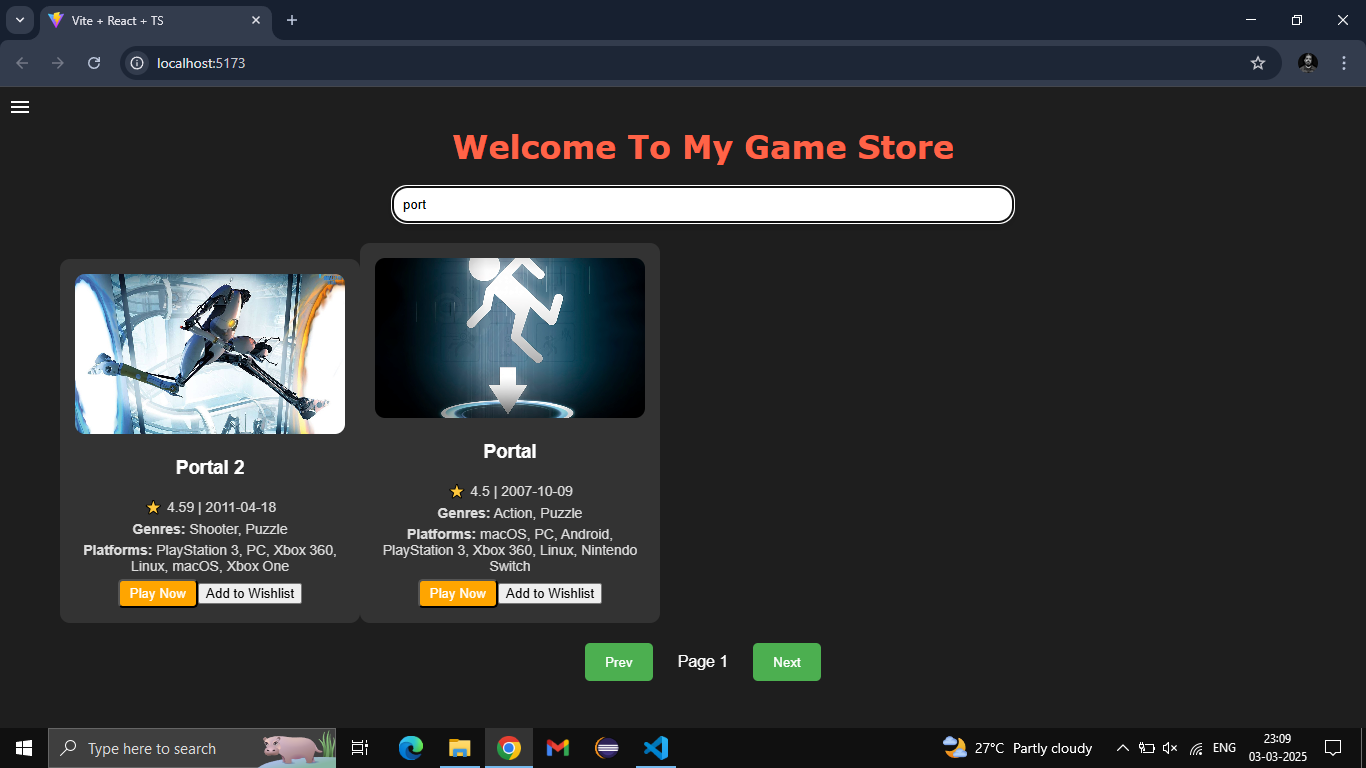 Vite + React + TS
localhost:5173
Welcome To My Game Store
port
Portal 2
4.59 | 2011-04-18
Genres: Shooter, Puzzle
Platforms: PlayStation 3, PC, Xbox 360,
Linux, macOS, Xbox One
Play Now Add to Wishlist
Portal
4.5 | 2007-10-09
Genres: Action, Puzzle
Platforms: macOS, PC, Android,
PlayStation 3, Xbox 360, Linux, Nintendo
Switch
Play Now Add to Wishlist
Prev Page 1 Next
Type here to search
27°C Partly cloudy
ENG
23:09
03-03-2025